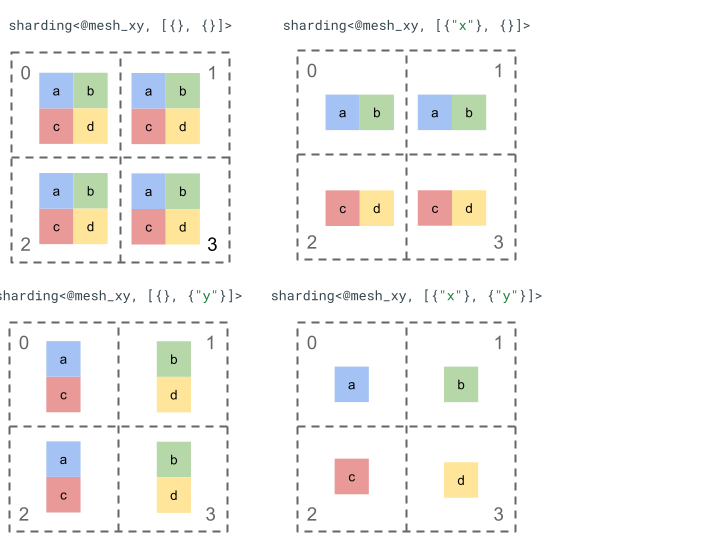 sharding<@mesh_xy, [{}, {}]>
sharding<@mesh_xy, [{"x"}, {}]>
0 1
a b a b
c d c d
a b a b
c d c d
2 3
0 1
a b a b
c d c d
2 3
sharding<@mesh_xy, [{}, {"y"}]>
sharding<@mesh_xy, [{"x"}, {"y"}]>
0 1
a b
c d
a b
c d
2 3
0 1
a b
c d
2 3